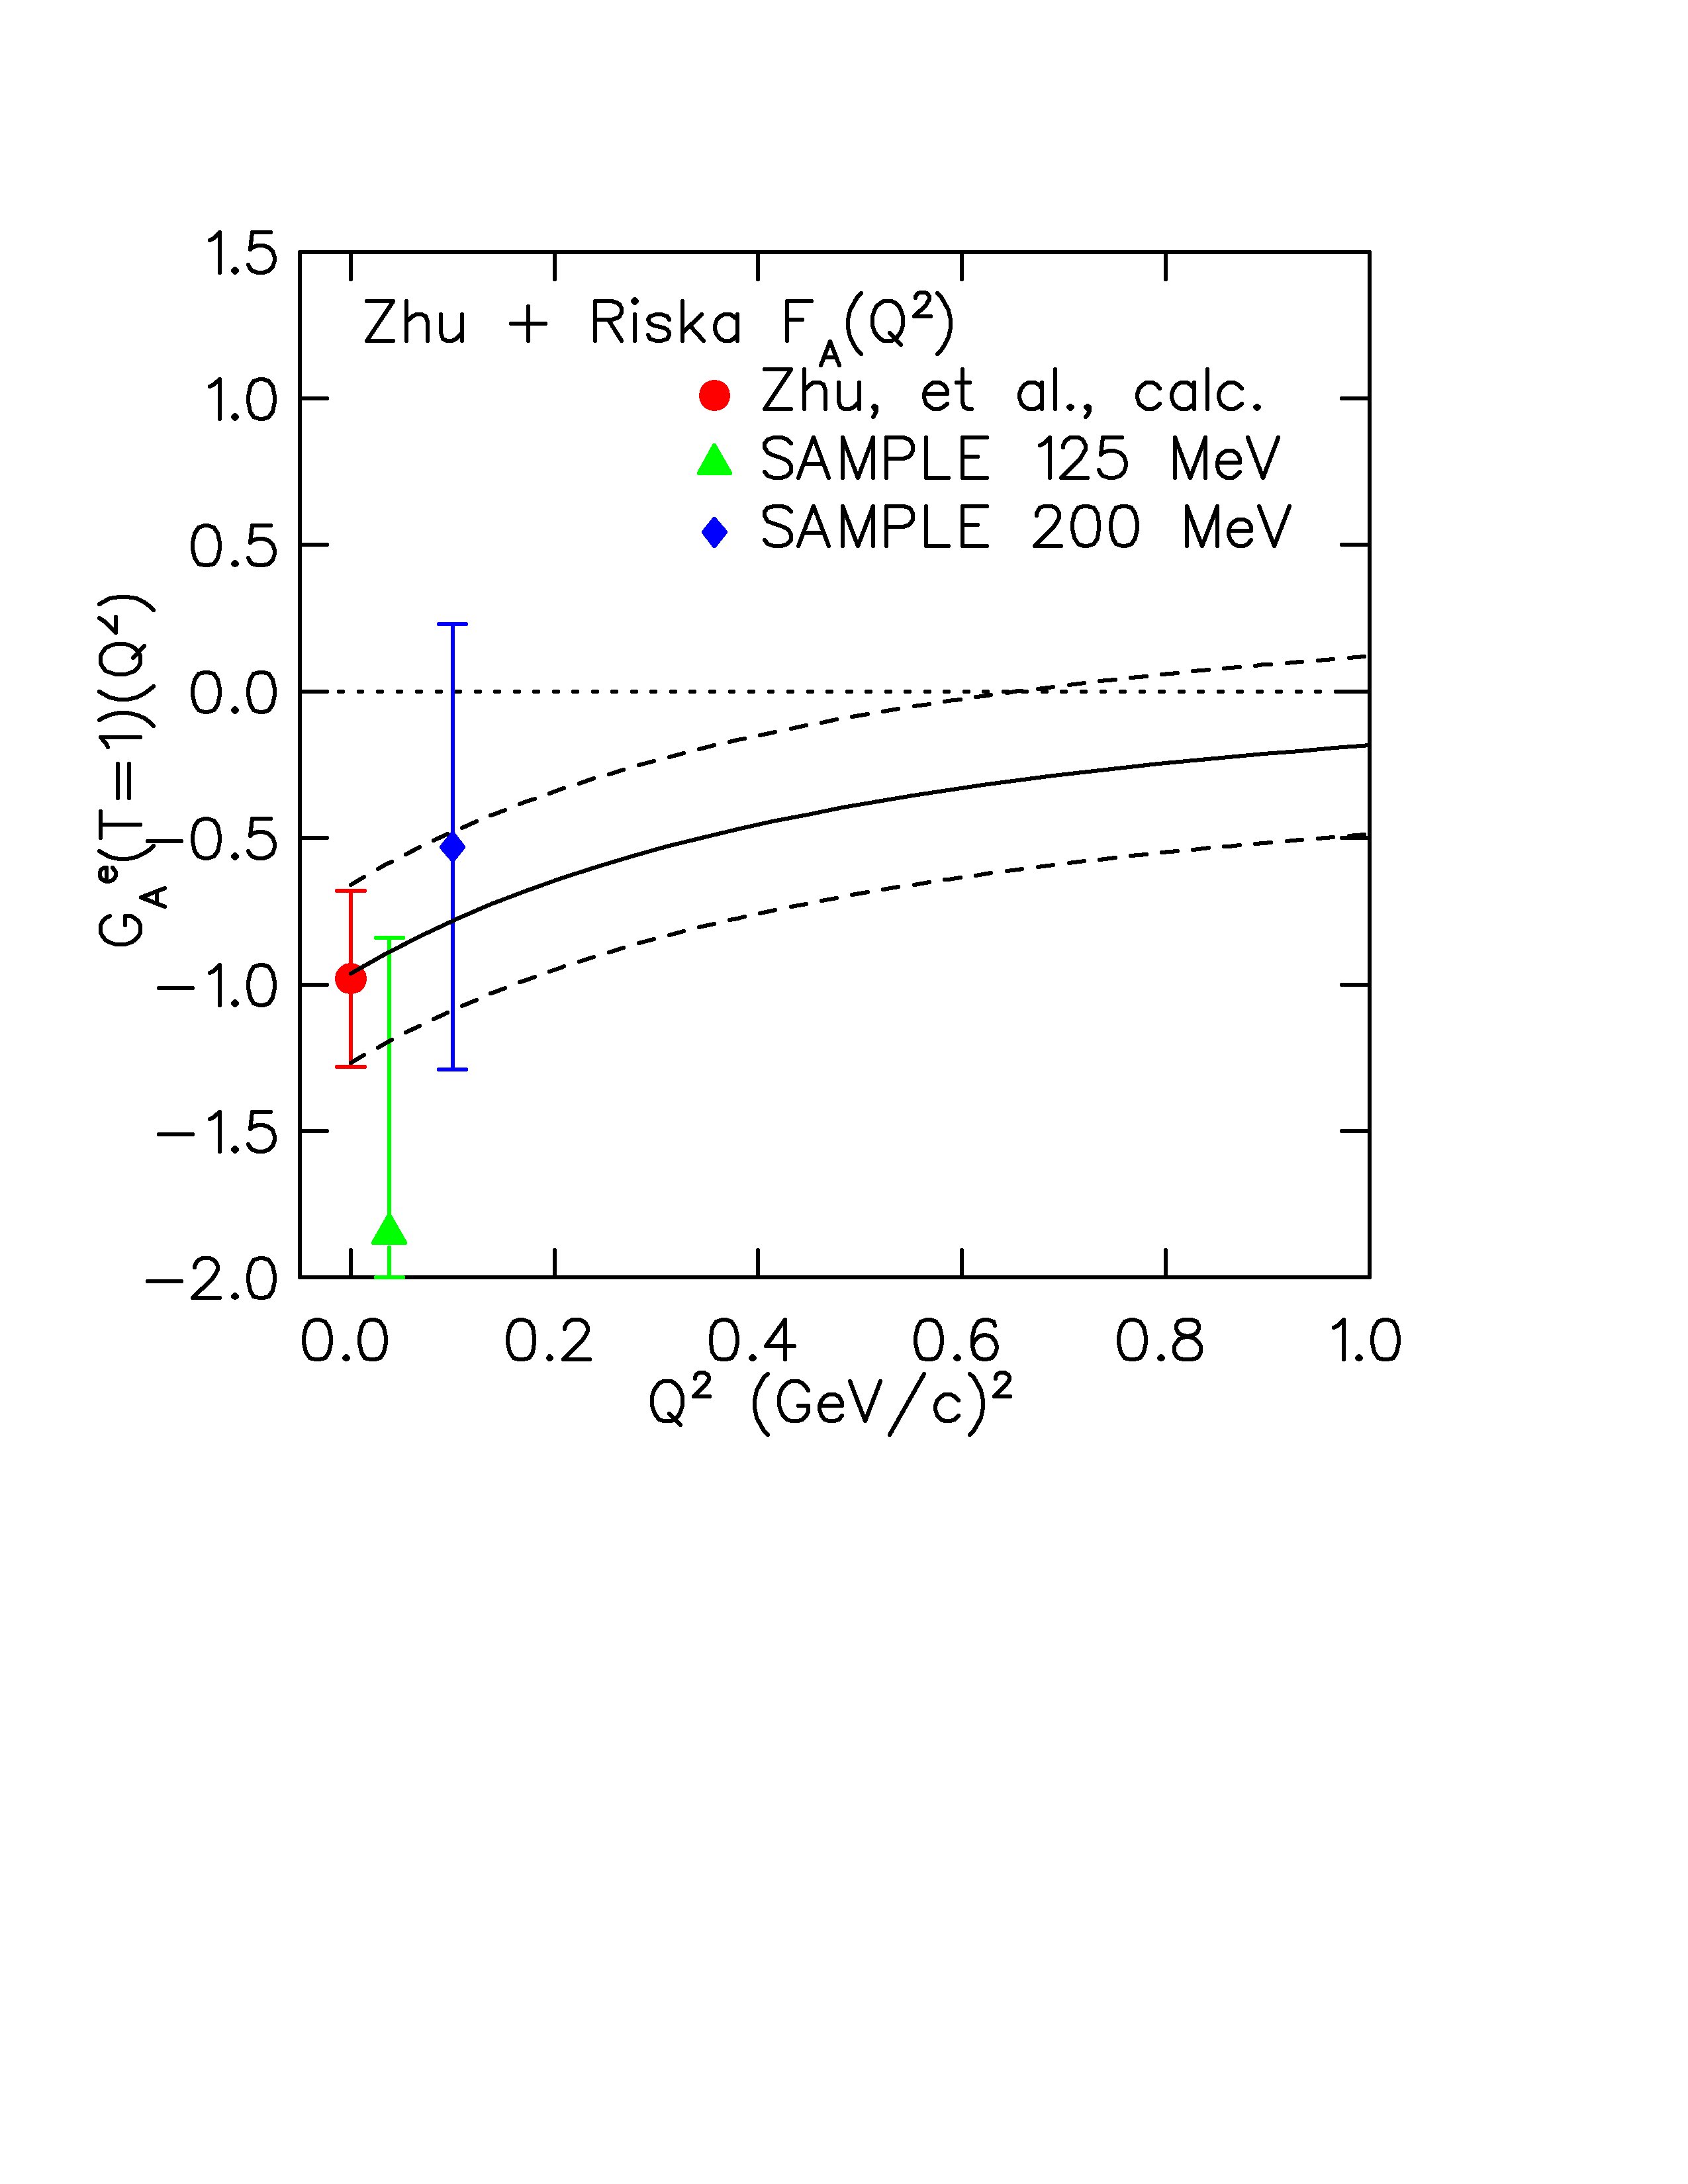 Zhu + Riska F_A(Q²)
Zhu, et al., calc.
SAMPLE 125 MeV
SAMPLE 200 MeV
1.5
1.0
0.5
0.0
−0.5
−1.0
−1.5
−2.0
G_A^e(T=1)(Q²)
0.0 0.2 0.4 0.6 0.8 1.0
Q² (GeV/c)²